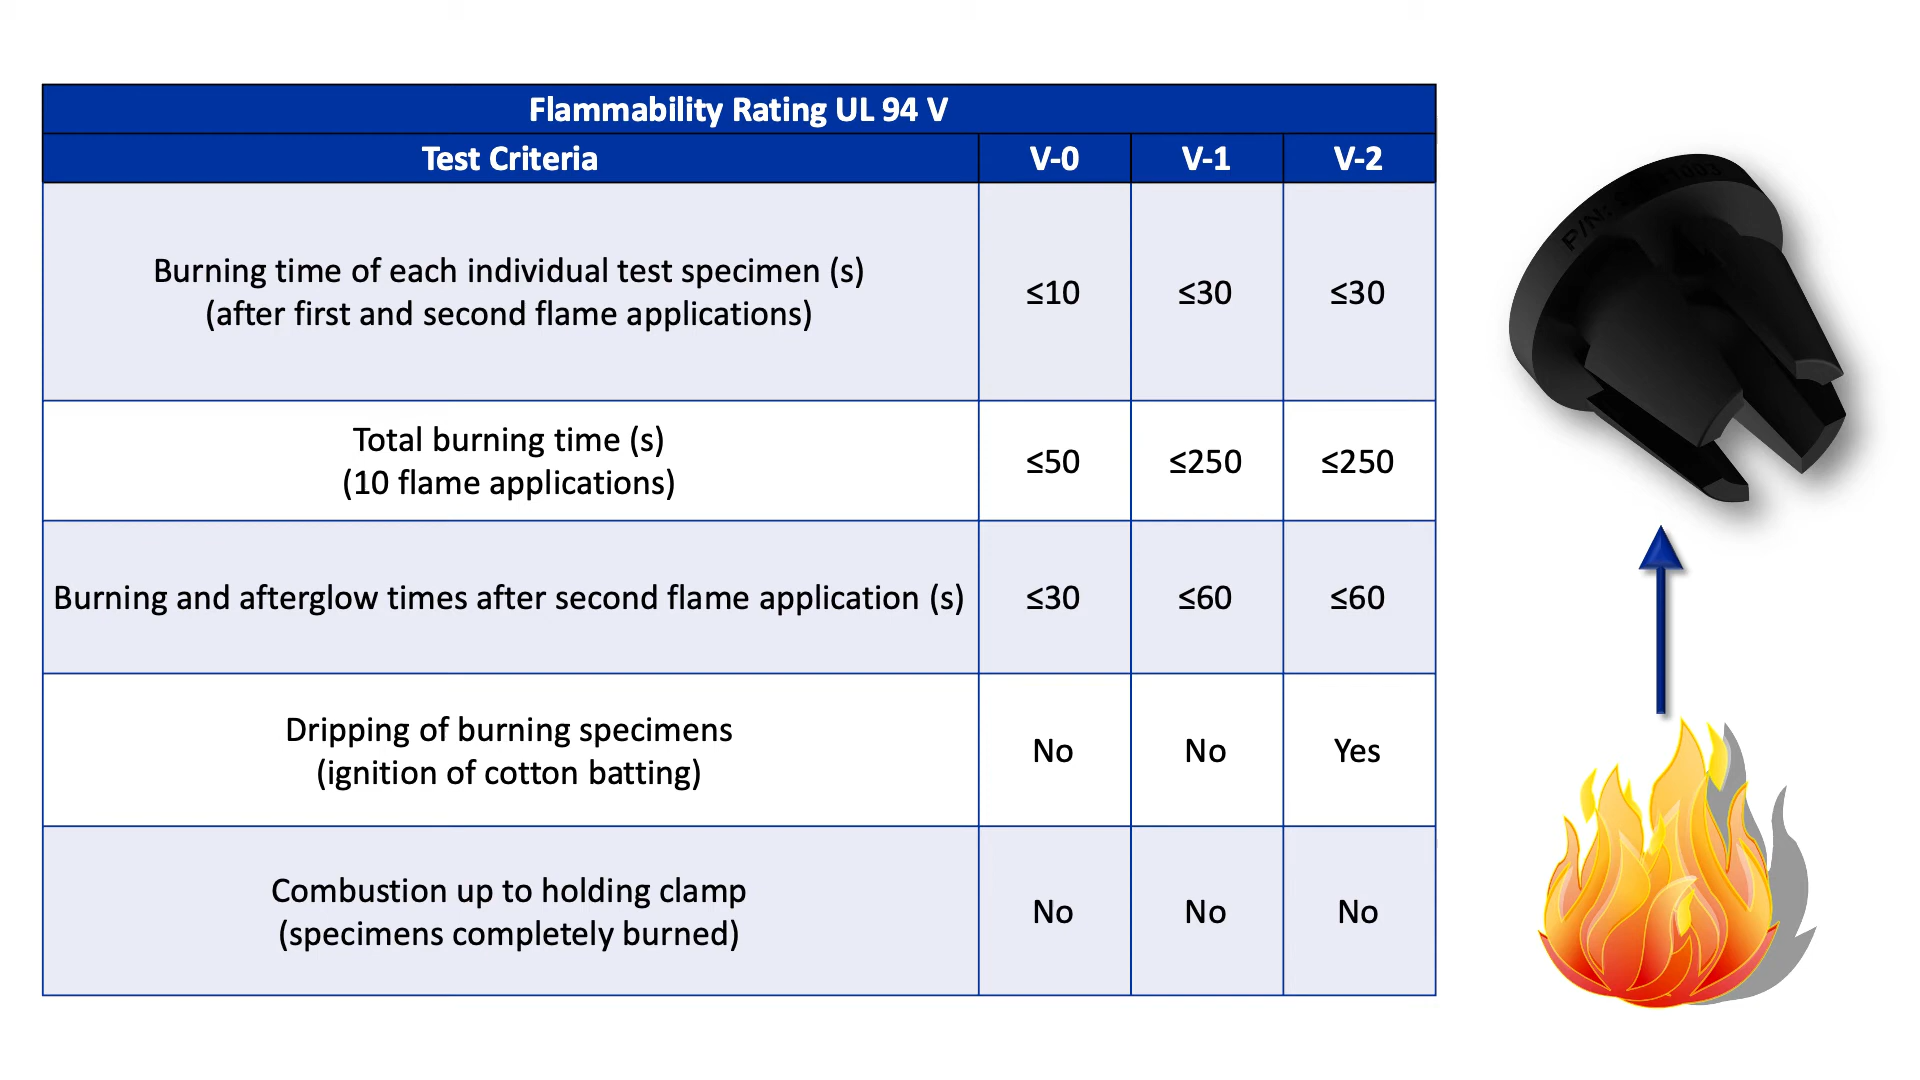 Flammability Rating UL 94 V
Test Criteria V-0 V-1 V-2
Burning time of each individual test specimen (s)
(after first and second flame applications)
≤10 ≤30 ≤30
Total burning time (s)
(10 flame applications)
≤50 ≤250 ≤250
Burning and afterglow times after second flame application (s) ≤30 ≤60 ≤60
Dripping of burning specimens
(ignition of cotton batting)
No No Yes
Combustion up to holding clamp
(specimens completely burned)
No No No
P/N: